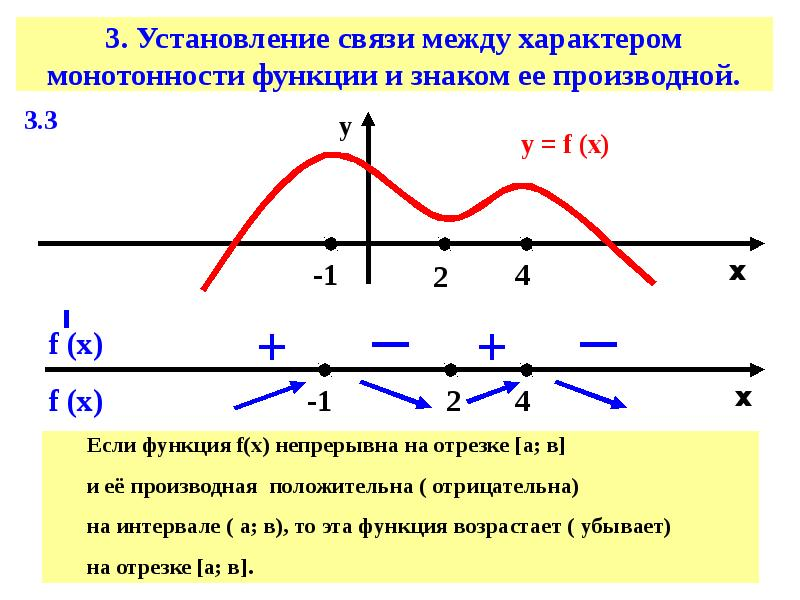 3. Установление связи между характером
монотонности функции и знаком ее производной.
3.3
y
y = f (x)
-1 2 4 x
f ꞌ(x) + — + —
f (x) -1 2 4 x
Если функция f(x) непрерывна на отрезке [а; в]
и её производная положительна ( отрицательна)
на интервале ( а; в), то эта функция возрастает ( убывает)
на отрезке [а; в].